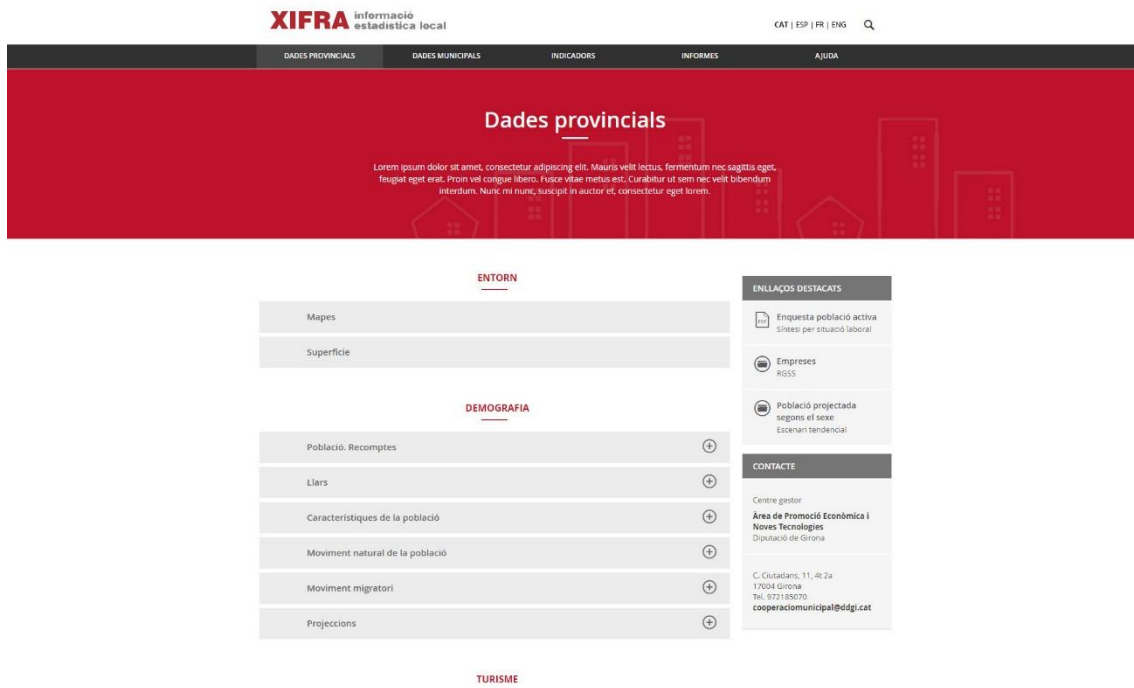 XIFRA informació
estadística local
CAT | ESP | FR | ENG
DADES PROVINCIALS DADES MUNICIPALS INDICADORS INFORMES AJUDA
Dades provincials
Lorem ipsum dolor sit amet, consectetur adipiscing elit. Mauris velit lectus, fermentum nec sagittis eget,
feugiat eget erat. Proin vel congue libero. Fusce vitae metus est. Curabitur ut sem nec velit bibendum
interdum. Nunc mi nunc, suscipit in auctor et, consectetur eget lorem.
ENTORN
Mapes
Superfície
DEMOGRAFIA
Població. Recomptes
Llars
Característiques de la població
Moviment natural de la població
Moviment migratori
Projeccions
TURISME
ENLLAÇOS DESTACATS
PDF
Enquesta població activa
Síntesi per situació laboral
Empreses
RGSS
Població projectada
segons el sexe
Escenari tendencial
CONTACTE
Centre gestor
Àrea de Promoció Econòmica i
Noves Tecnologies
Diputació de Girona
C. Ciutadans, 11, 4t 2a
17004 Girona
Tel. 972185070
cooperaciomunicipal@ddgi.cat